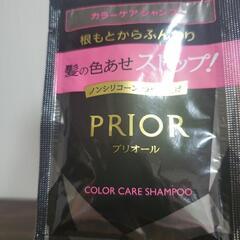 カラーケアシャンプー
根もとからふんわり
髪の色あせストップ!
ノンシリコーン
PRIOR
プリオール
COLOR CARE SHAMPOO